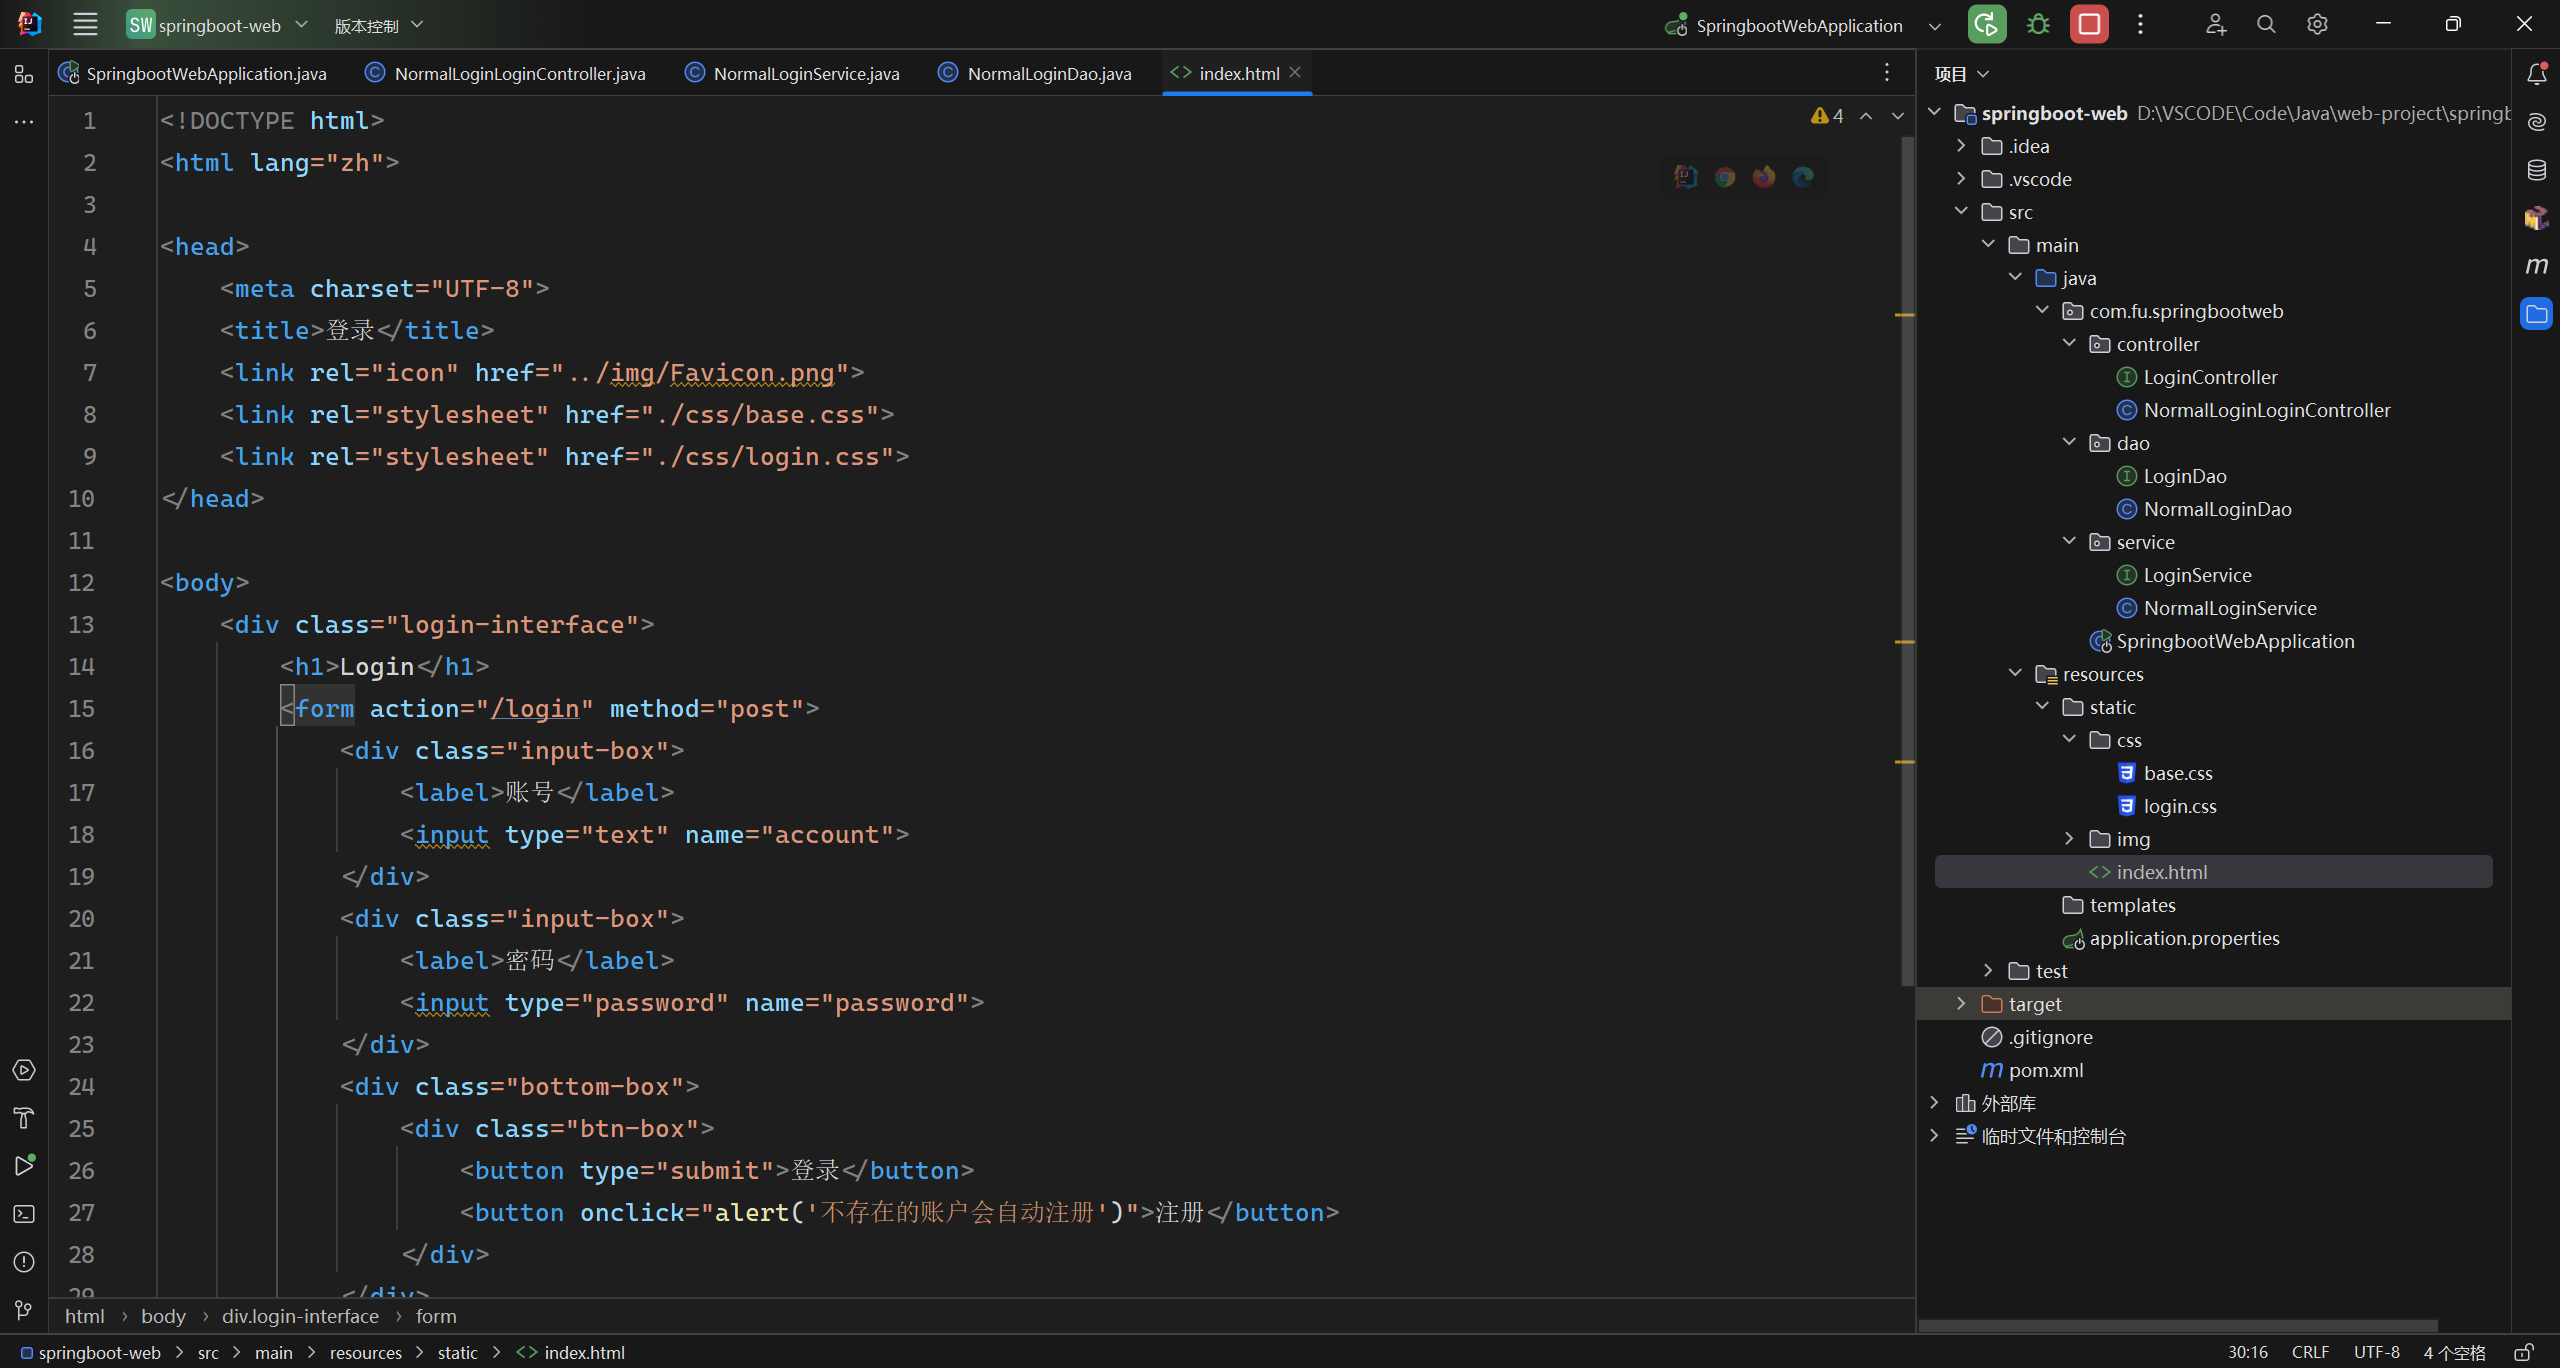 SW springboot-web 版本控制 SpringbootWebApplication
SpringbootWebApplication.java NormalLoginLoginController.java NormalLoginService.java NormalLoginDao.java index.html
4
1 <!DOCTYPE html>
2 <html lang="zh">
3
4 <head>
5 <meta charset="UTF-8">
6 <title>登录</title>
7 <link rel="icon" href="../img/Favicon.png">
8 <link rel="stylesheet" href="./css/base.css">
9 <link rel="stylesheet" href="./css/login.css">
10 </head>
11
12 <body>
13 <div class="login-interface">
14 <h1>Login</h1>
15 <form action="/login" method="post">
16 <div class="input-box">
17 <label>账号</label>
18 <input type="text" name="account">
19 </div>
20 <div class="input-box">
21 <label>密码</label>
22 <input type="password" name="password">
23 </div>
24 <div class="bottom-box">
25 <div class="btn-box">
26 <button type="submit">登录</button>
27 <button onclick="alert('不存在的账户会自动注册')">注册</button>
28 </div>
29 </div>
html › body › div.login-interface › form
项目
springboot-web D:\VSCODE\Code\Java\web-project\springb
.idea
.vscode
src
main
java
com.fu.springbootweb
controller
LoginController
NormalLoginLoginController
dao
LoginDao
NormalLoginDao
service
LoginService
NormalLoginService
SpringbootWebApplication
resources
static
css
base.css
login.css
img
index.html
templates
application.properties
test
target
.gitignore
pom.xml
外部库
临时文件和控制台
springboot-web > src > main > resources > static > index.html 30:16 CRLF UTF-8 4 个空格